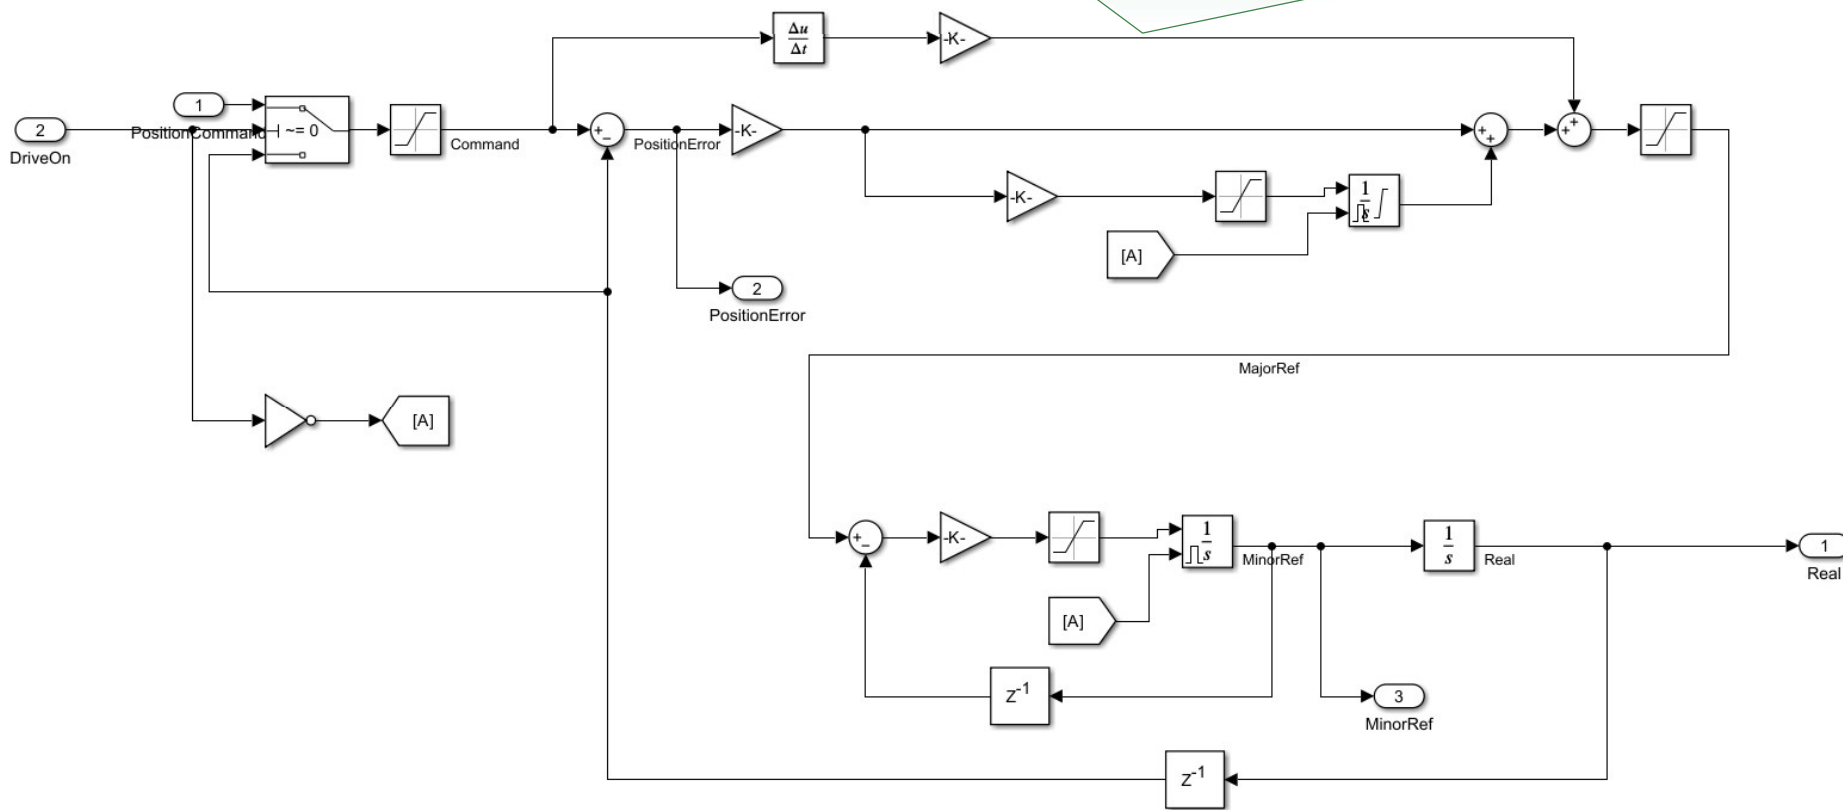 Δu
Δt
-K-
1
PositionCommand
2
DriveOn
~= 0
Command
+
−
PositionError
-K-
+
+
+
+
-K-
1
s
[A]
2
PositionError
MajorRef
[A]
+
−
-K-
1
s
MinorRef
1
s
Real
1
Real
[A]
Z-1
3
MinorRef
Z-1